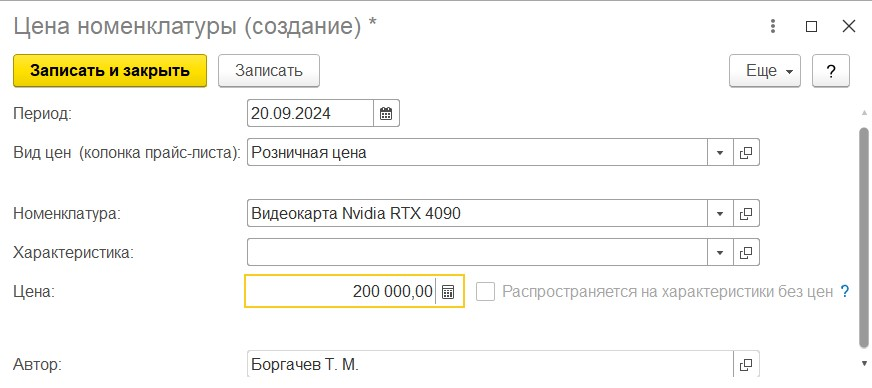 Цена номенклатуры (создание) *
Записать и закрыть Записать Еще ?
Период: 20.09.2024
Вид цен (колонка прайс-листа): Розничная цена
Номенклатура: Видеокарта Nvidia RTX 4090
Характеристика:
Цена: 200 000,00 Распространяется на характеристики без цен ?
Автор: Боргачев Т. М.